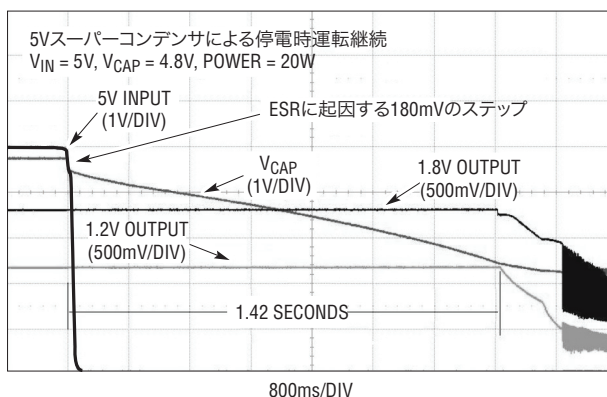 5Vスーパーコンデンサによる停電時運転継続
VIN = 5V, VCAP = 4.8V, POWER = 20W
5V INPUT
(1V/DIV)
ESRに起因する180mVのステップ
VCAP
(1V/DIV)
1.8V OUTPUT
(500mV/DIV)
1.2V OUTPUT
(500mV/DIV)
1.42 SECONDS
800ms/DIV